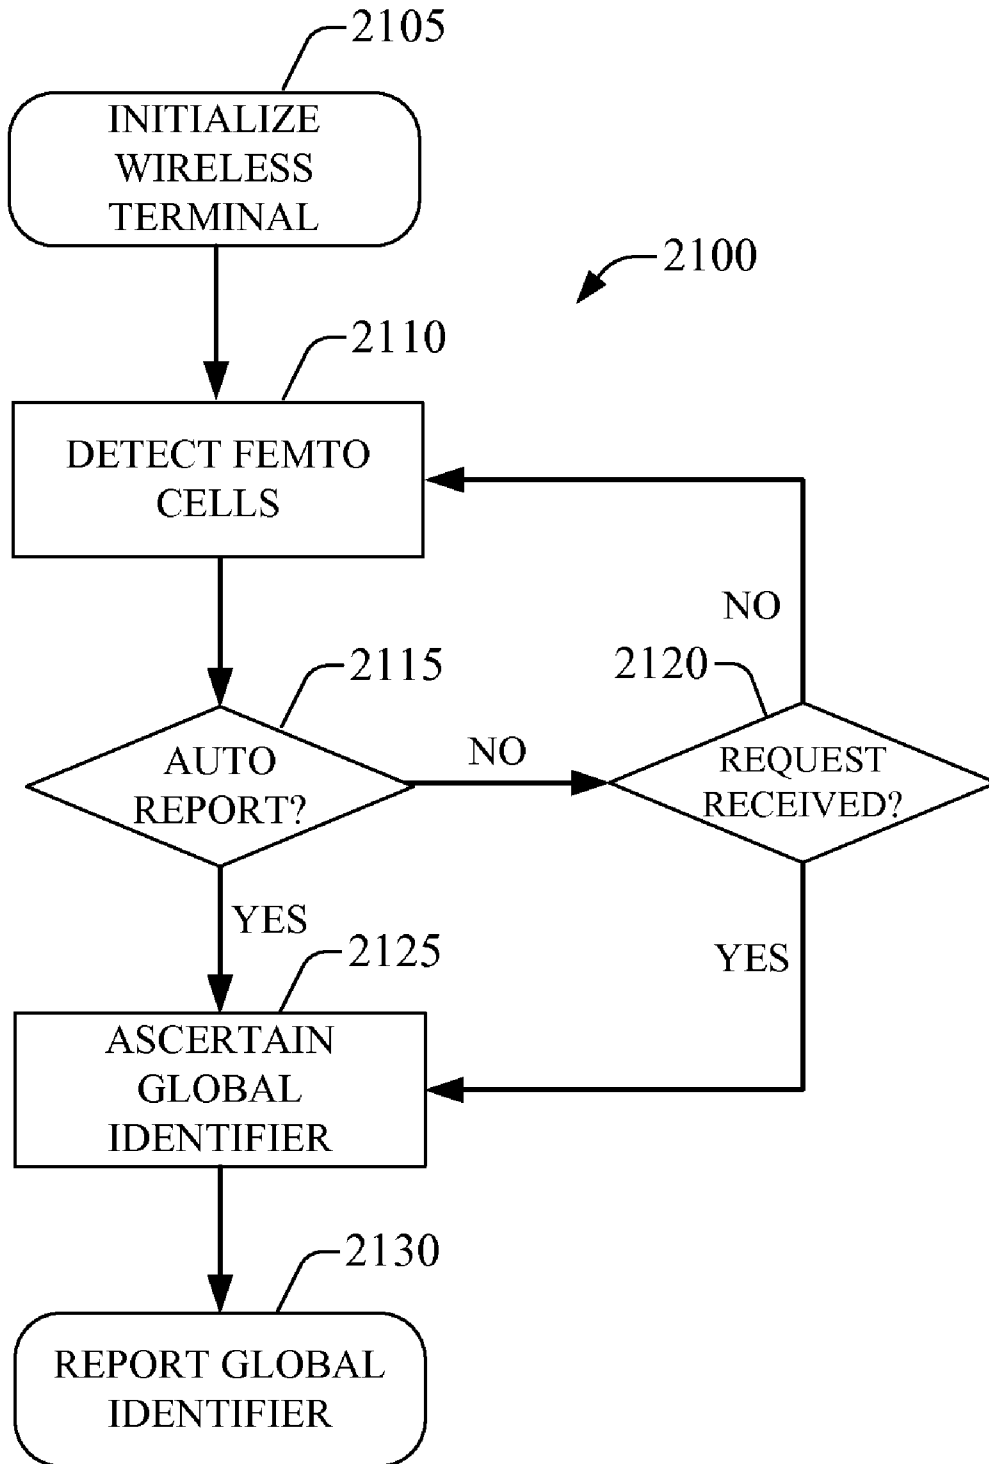 2105
INITIALIZE
WIRELESS
TERMINAL
2100
2110
DETECT FEMTO
CELLS
NO
2115
2120
AUTO
REPORT?
NO
REQUEST
RECEIVED?
YES
YES
2125
ASCERTAIN
GLOBAL
IDENTIFIER
2130
REPORT GLOBAL
IDENTIFIER